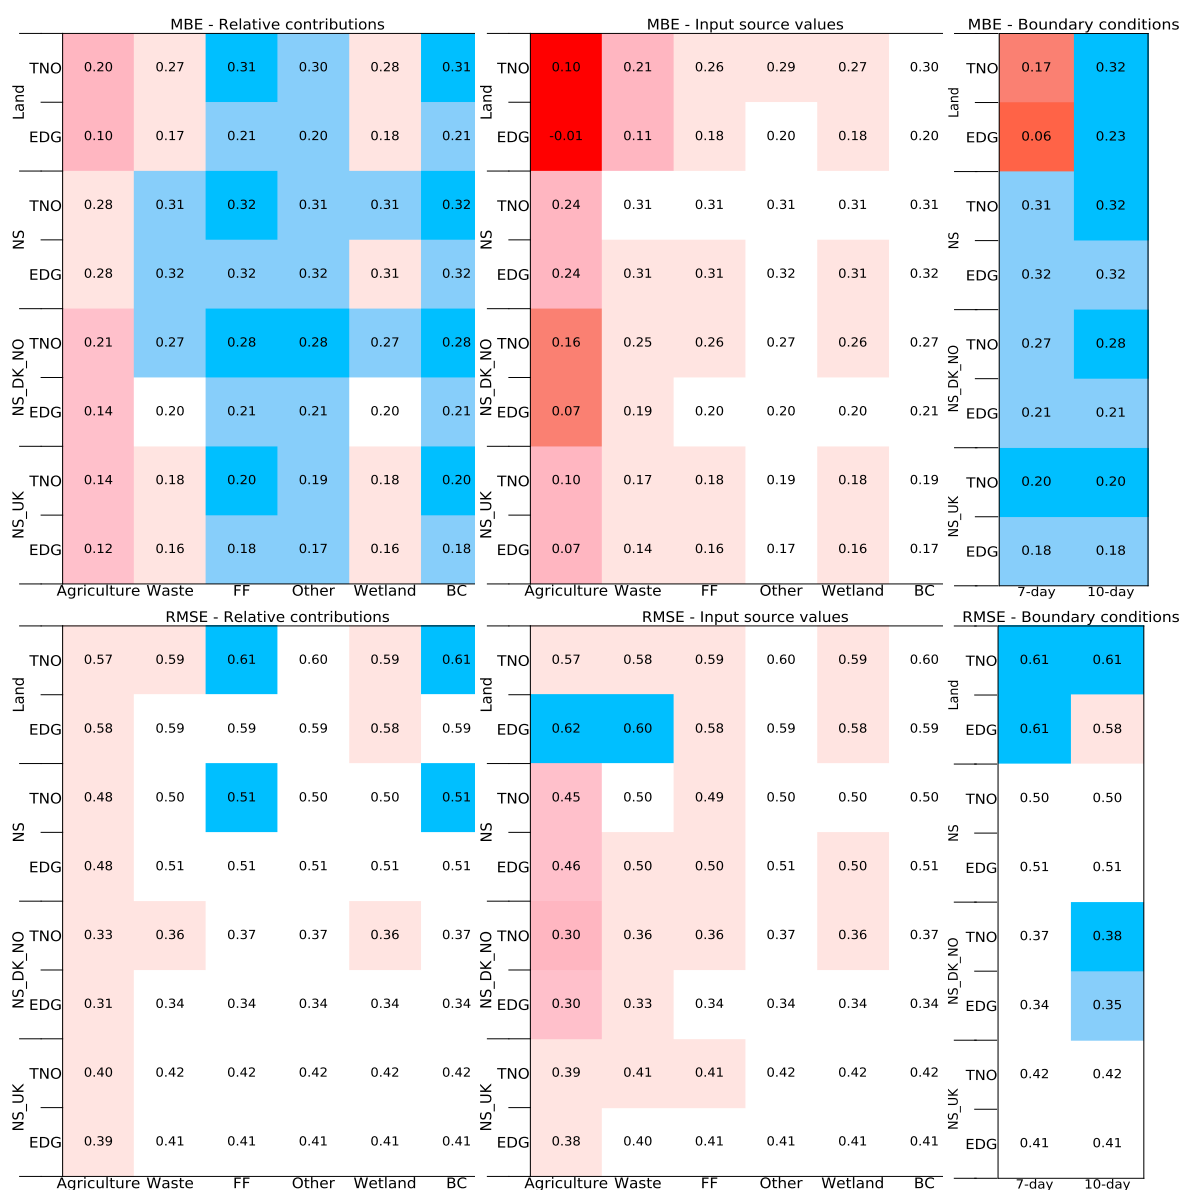 MBE - Relative contributions MBE - Input source values MBE - Boundary conditions
Land TNO 0.20 0.27 0.31 0.30 0.28 0.31 Land TNO 0.10 0.21 0.26 0.29 0.27 0.30 Land TNO 0.17 0.32
EDG 0.10 0.17 0.21 0.20 0.18 0.21 EDG -0.01 0.11 0.18 0.20 0.18 0.20 EDG 0.06 0.23
NS TNO 0.28 0.31 0.32 0.31 0.31 0.32 NS TNO 0.24 0.31 0.31 0.31 0.31 0.31 NS TNO 0.31 0.32
EDG 0.28 0.32 0.32 0.32 0.31 0.32 EDG 0.24 0.31 0.31 0.32 0.31 0.32 EDG 0.32 0.32
NS_DK_NO TNO 0.21 0.27 0.28 0.28 0.27 0.28 NS_DK_NO TNO 0.16 0.25 0.26 0.27 0.26 0.27 NS_DK_NO TNO 0.27 0.28
EDG 0.14 0.20 0.21 0.21 0.20 0.21 EDG 0.07 0.19 0.20 0.20 0.20 0.21 EDG 0.21 0.21
NS_UK TNO 0.14 0.18 0.20 0.19 0.18 0.20 NS_UK TNO 0.10 0.17 0.18 0.19 0.18 0.19 NS_UK TNO 0.20 0.20
EDG 0.12 0.16 0.18 0.17 0.16 0.18 EDG 0.07 0.14 0.16 0.17 0.16 0.17 EDG 0.18 0.18
Agriculture Waste FF Other Wetland BC Agriculture Waste FF Other Wetland BC 7-day 10-day
RMSE - Relative contributions RMSE - Input source values RMSE - Boundary conditions
Land TNO 0.57 0.59 0.61 0.60 0.59 0.61 Land TNO 0.57 0.58 0.59 0.60 0.59 0.60 Land TNO 0.61 0.61
EDG 0.58 0.59 0.59 0.59 0.58 0.59 EDG 0.62 0.60 0.58 0.59 0.58 0.59 EDG 0.61 0.58
NS TNO 0.48 0.50 0.51 0.50 0.50 0.51 NS TNO 0.45 0.50 0.49 0.50 0.50 0.50 NS TNO 0.50 0.50
EDG 0.48 0.51 0.51 0.51 0.51 0.51 EDG 0.46 0.50 0.50 0.51 0.50 0.51 EDG 0.51 0.51
NS_DK_NO TNO 0.33 0.36 0.37 0.37 0.36 0.37 NS_DK_NO TNO 0.30 0.36 0.36 0.37 0.36 0.37 NS_DK_NO TNO 0.37 0.38
EDG 0.31 0.34 0.34 0.34 0.34 0.34 EDG 0.30 0.33 0.34 0.34 0.34 0.34 EDG 0.34 0.35
NS_UK TNO 0.40 0.42 0.42 0.42 0.42 0.42 NS_UK TNO 0.39 0.41 0.41 0.42 0.42 0.42 NS_UK TNO 0.42 0.42
EDG 0.39 0.41 0.41 0.41 0.41 0.41 EDG 0.38 0.40 0.41 0.41 0.41 0.41 EDG 0.41 0.41
Agriculture Waste FF Other Wetland BC Agriculture Waste FF Other Wetland BC 7-day 10-day